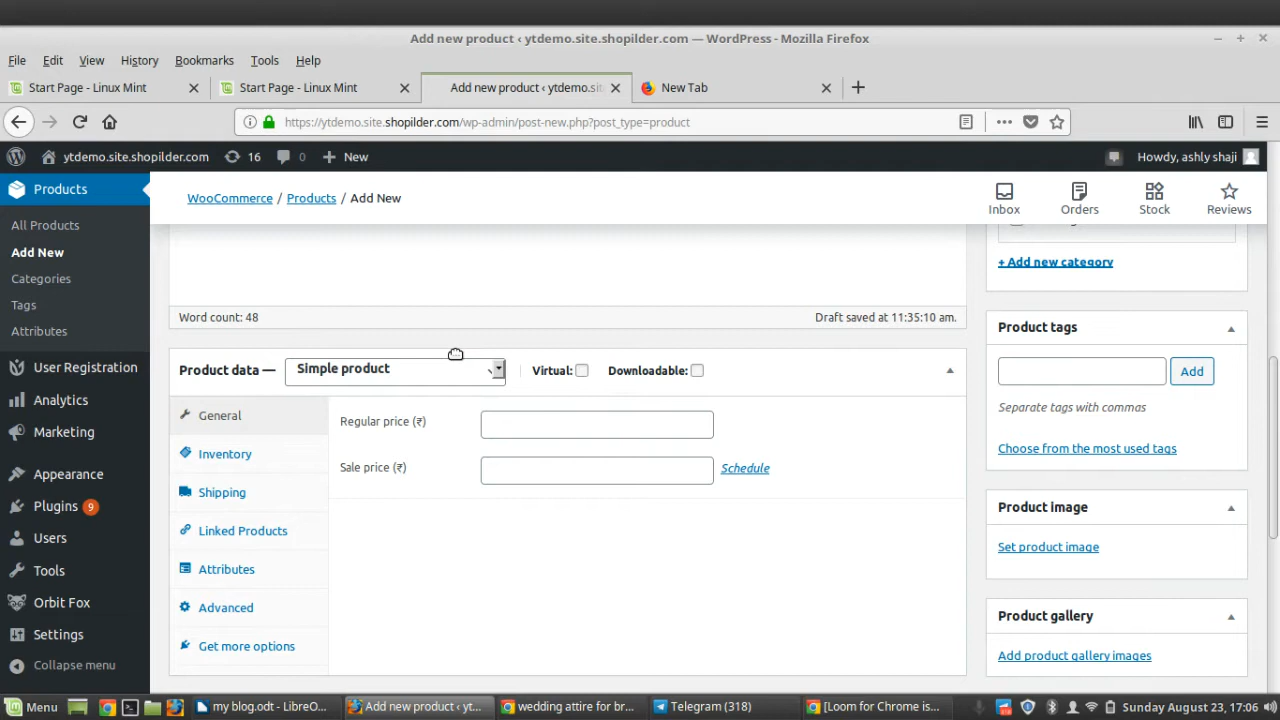 Add new product ‹ ytdemo.site.shopilder.com — WordPress - Mozilla Firefox
File Edit View History Bookmarks Tools Help
Start Page - Linux Mint
Start Page - Linux Mint
Add new product ‹ ytdemo.sit
New Tab
https://ytdemo.site.shopilder.com/wp-admin/post-new.php?post_type=product
ytdemo.site.shopilder.com 16 0 New
Howdy, ashly shaji
Products
All Products
Add New
Categories
Tags
Attributes
User Registration
Analytics
Marketing
Appearance
Plugins 9
Users
Tools
Orbit Fox
Settings
Collapse menu
WooCommerce / Products / Add New
Inbox
Orders
Stock
Reviews
Word count: 48
Draft saved at 11:35:10 am.
Product data —
Simple product
Virtual:
Downloadable:
General
Inventory
Shipping
Linked Products
Attributes
Advanced
Get more options
Regular price (₹)
Sale price (₹)
Schedule
+ Add new category
Product tags
Add
Separate tags with commas
Choose from the most used tags
Product image
Set product image
Product gallery
Add product gallery images
Menu
my blog.odt - LibreO...
Add new product ‹ yt...
wedding attire for br...
Telegram (318)
[Loom for Chrome is...
Sunday August 23, 17:06